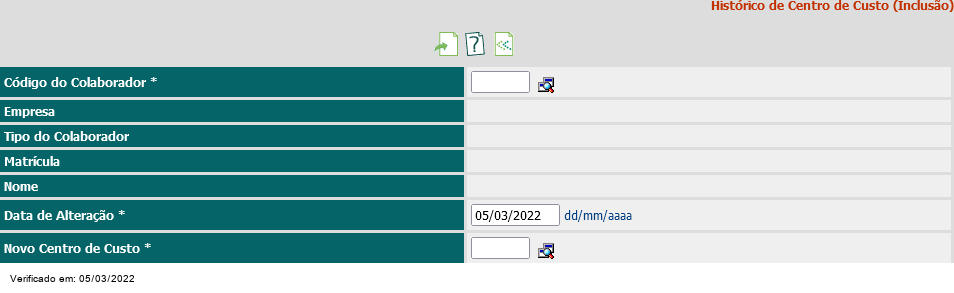 Histórico de Centro de Custo (Inclusão)
Código do Colaborador *
Empresa
Tipo do Colaborador
Matrícula
Nome
Data de Alteração * 05/03/2022 dd/mm/aaaa
Novo Centro de Custo *
Verificado em: 05/03/2022